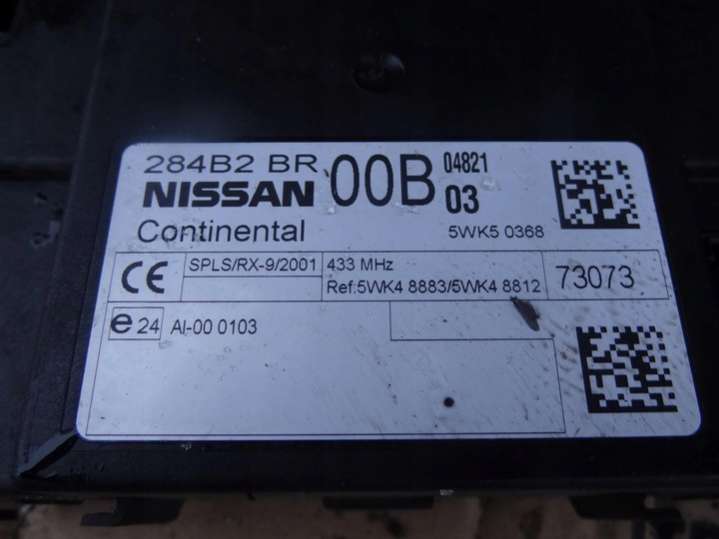 284B2 BR 00B 04821
NISSAN 03
Continental 5WK5 0368
CE SPLS/RX-9/2001 433 MHz 73073
Ref:5WK4 8883/5WK4 8812
e 24 AI-00 0103